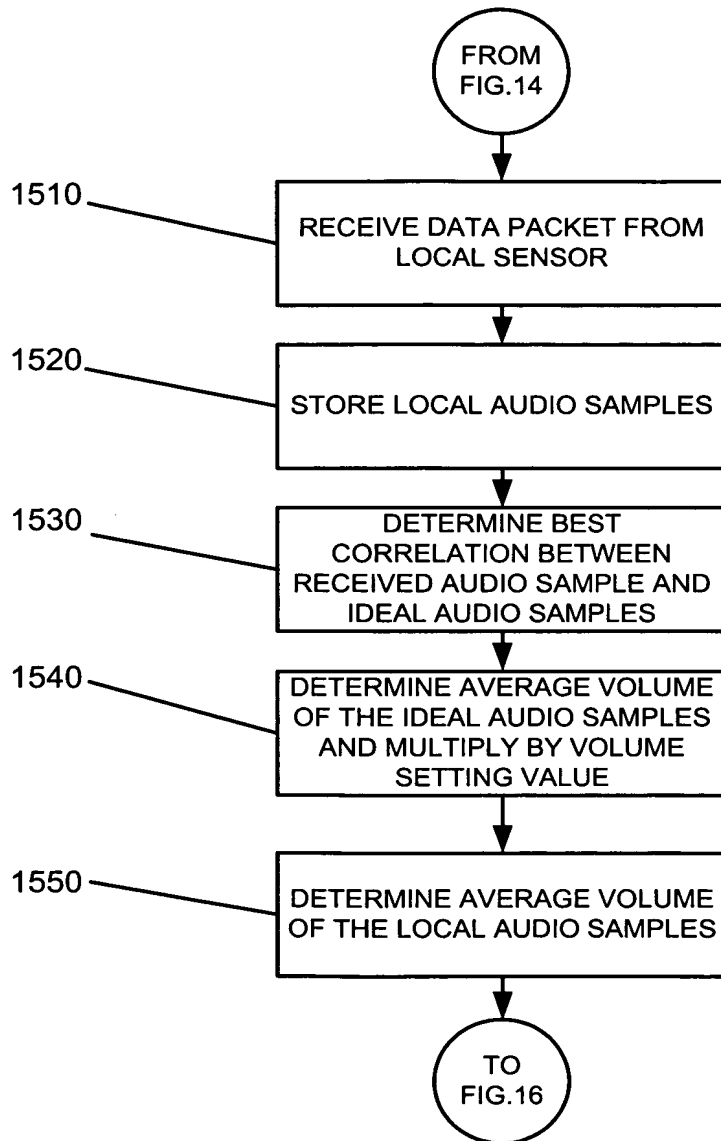 FROM
FIG.14
1510
RECEIVE DATA PACKET FROM
LOCAL SENSOR
1520
STORE LOCAL AUDIO SAMPLES
1530
DETERMINE BEST
CORRELATION BETWEEN
RECEIVED AUDIO SAMPLE AND
IDEAL AUDIO SAMPLES
1540
DETERMINE AVERAGE VOLUME
OF THE IDEAL AUDIO SAMPLES
AND MULTIPLY BY VOLUME
SETTING VALUE
1550
DETERMINE AVERAGE VOLUME
OF THE LOCAL AUDIO SAMPLES
TO
FIG.16